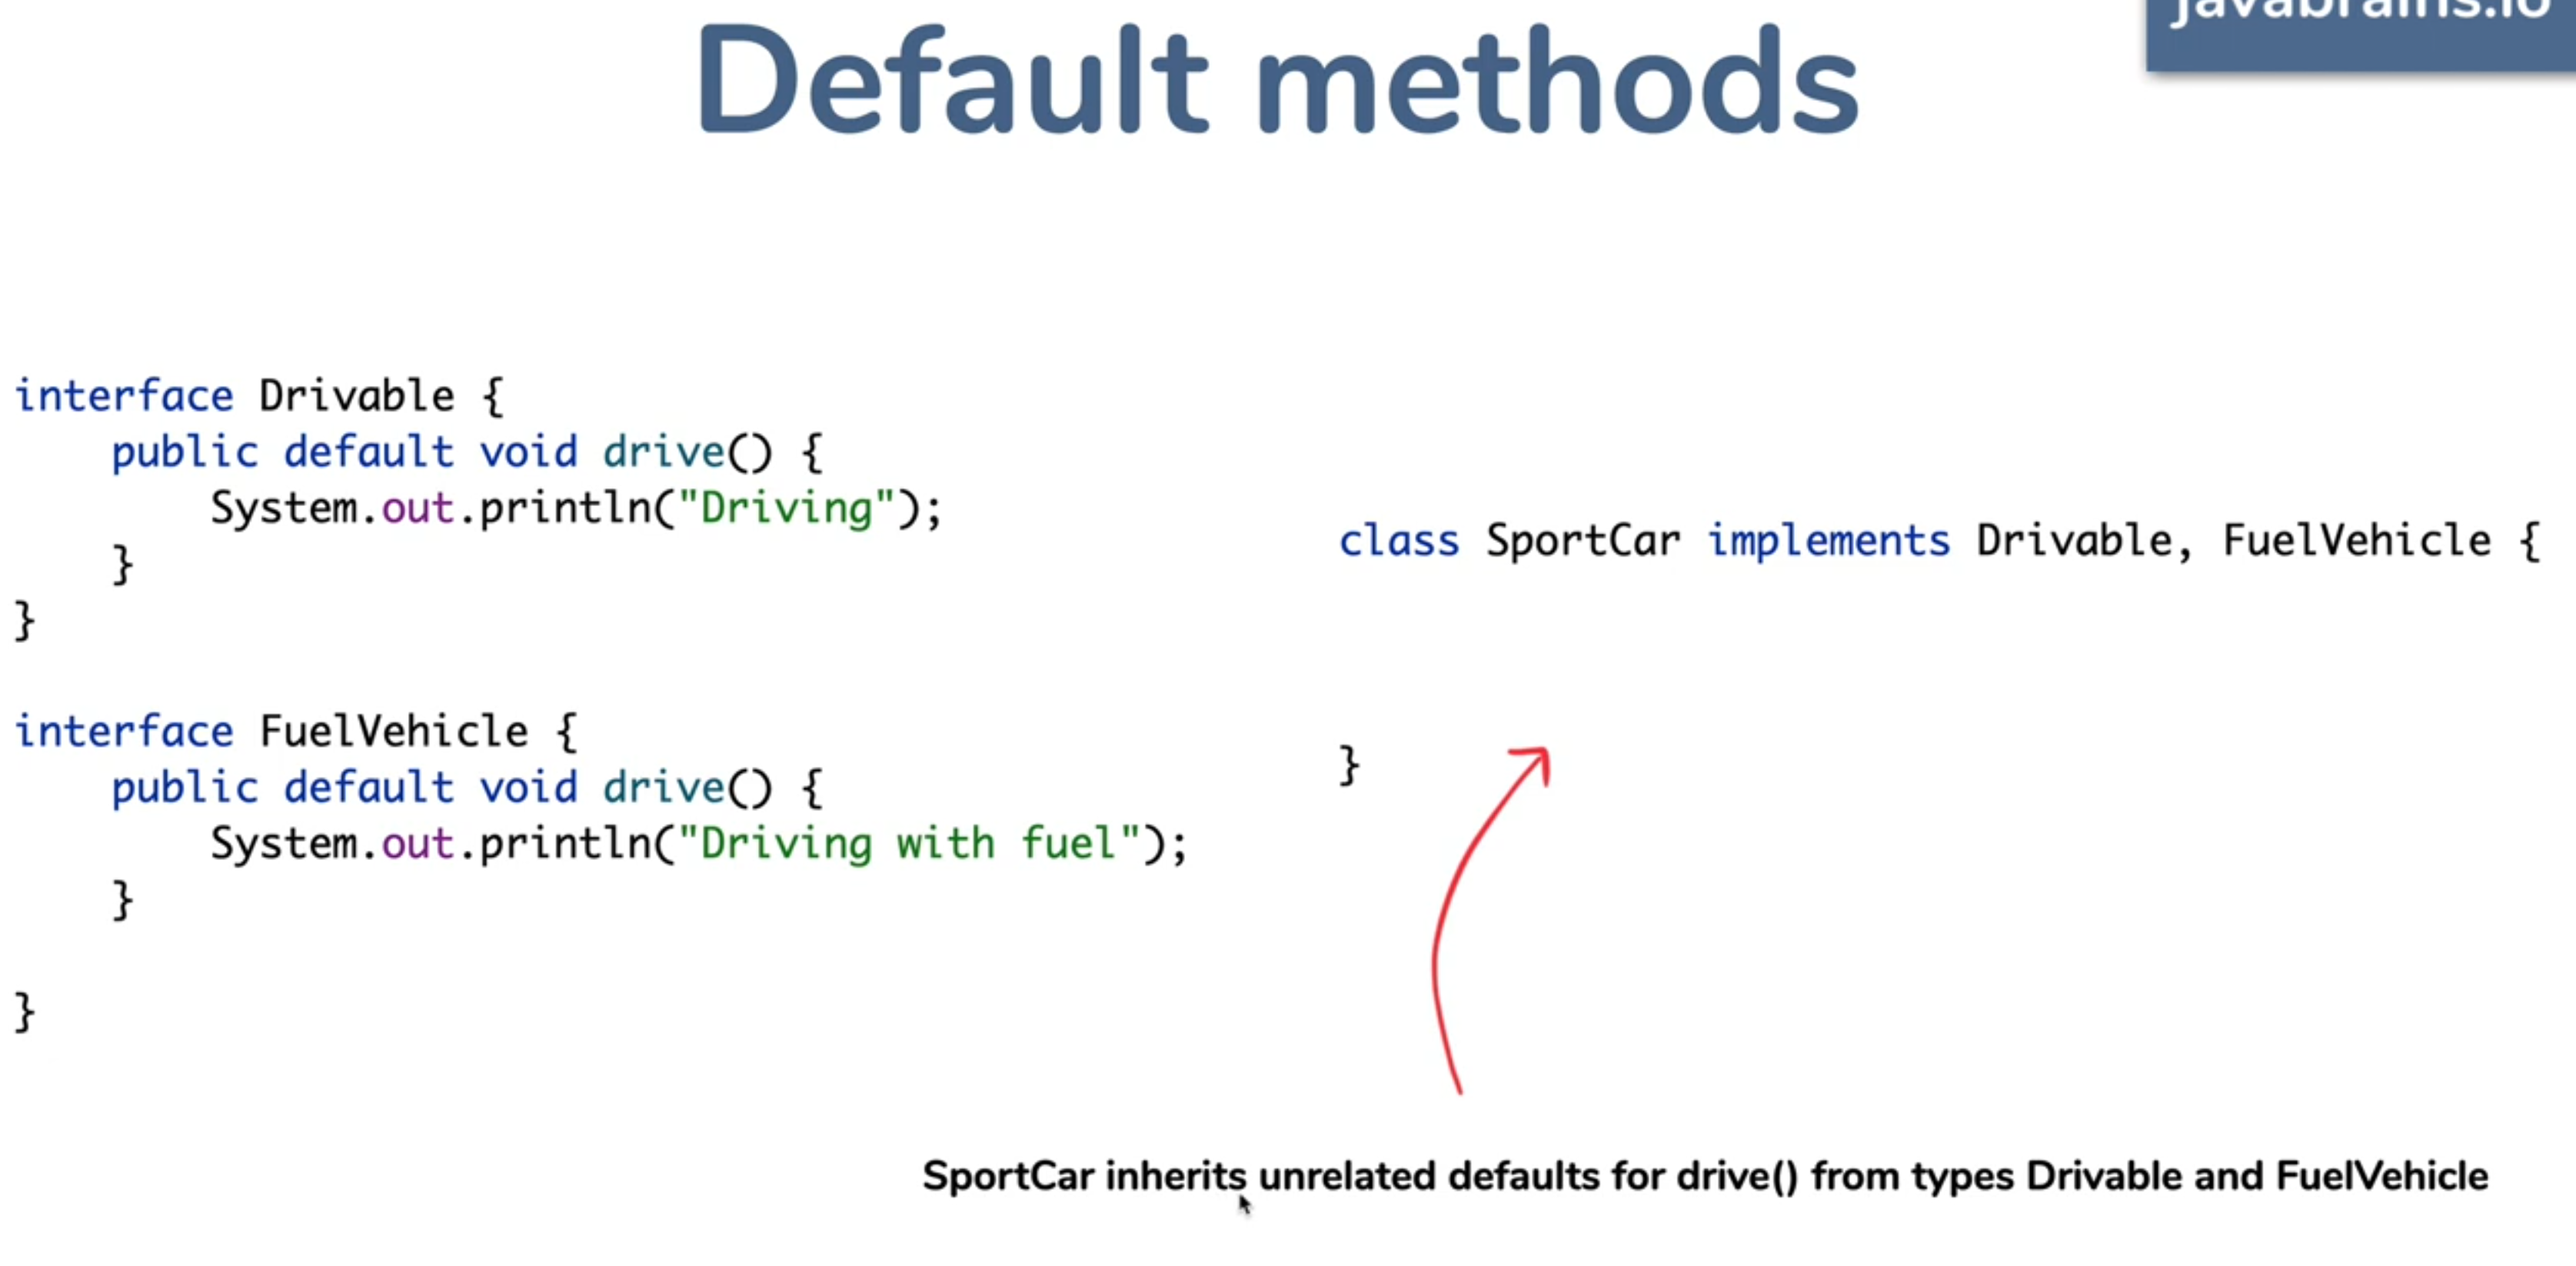 javabrains.io
Default methods
interface Drivable {
    public default void drive() {
        System.out.println("Driving");
    }
}
interface FuelVehicle {
    public default void drive() {
        System.out.println("Driving with fuel");
    }
}
class SportCar implements Drivable, FuelVehicle {
}
SportCar inherits unrelated defaults for drive() from types Drivable and FuelVehicle